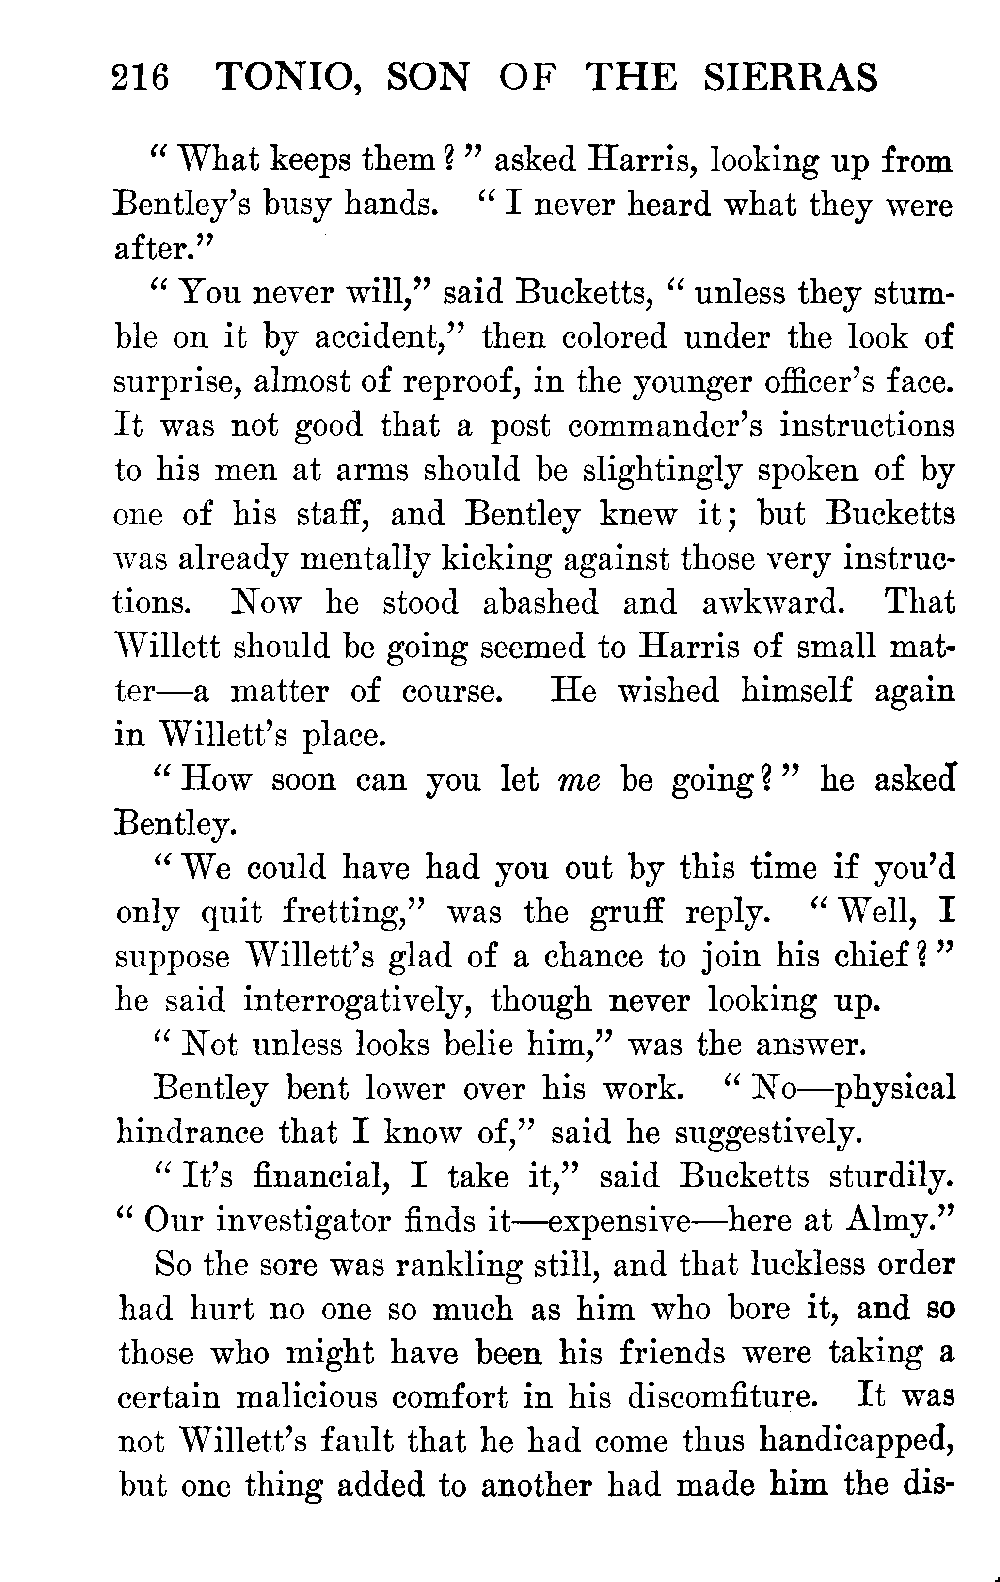 216 TONIO, SON OF THE SIERRAS
“ What keeps them ? ” asked Harris, looking up from
Bentley’s busy hands. “ I never heard what they were
after.”
“ You never will,” said Bucketts, “ unless they stum-
ble on it by accident,” then colored under the look of
surprise, almost of reproof, in the younger officer’s face.
It was not good that a post commander’s instructions
to his men at arms should be slightingly spoken of by
one of his staff, and Bentley knew it; but Bucketts
was already mentally kicking against those very instruc-
tions. Now he stood abashed and awkward. That
Willett should be going seemed to Harris of small mat-
ter—a matter of course. He wished himself again
in Willett’s place.
“ How soon can you let me be going? ” he asked
Bentley.
“ We could have had you out by this time if you’d
only quit fretting,” was the gruff reply. “ Well, I
suppose Willett’s glad of a chance to join his chief ? ”
he said interrogatively, though never looking up.
“ Not unless looks belie him,” was the answer.
Bentley bent lower over his work. “ No—physical
hindrance that I know of,” said he suggestively.
“ It’s financial, I take it,” said Bucketts sturdily.
“ Our investigator finds it—expensive—here at Almy.”
So the sore was rankling still, and that luckless order
had hurt no one so much as him who bore it, and so
those who might have been his friends were taking a
certain malicious comfort in his discomfiture. It was
not Willett’s fault that he had come thus handicapped,
but one thing added to another had made him the dis-